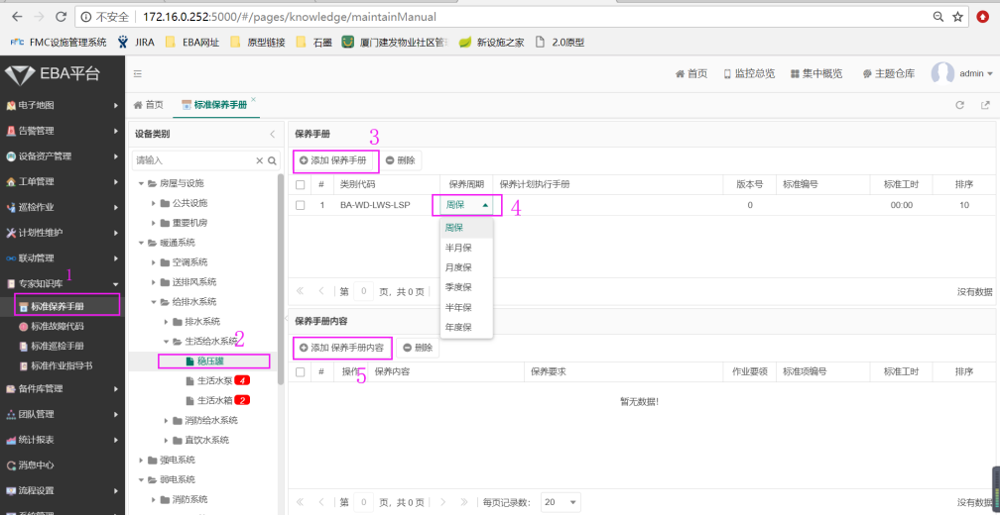 不安全 172.16.0.252:5000/#/pages/knowledge/maintainManual
FMC FMC设施管理系统 JIRA EBA网址 原型链接 石墨 厦门建发物业社区管 新设施之家 2.0原型
EBA平台
首页 监控总览 集中概览 主题仓库 admin
电子地图
告警管理
设备资产管理
工单管理
巡检作业
计划性维护
联动管理
专家知识库
1
标准保养手册
标准故障代码
标准巡检手册
标准作业指导书
备件库管理
团队管理
统计报表
消息中心
流程设置
系统管理
首页 标准保养手册 ×
设备类别
请输入
房屋与设施
公共设施
重要机房
暖通系统
空调系统
送排风系统
给排水系统
排水系统
生活给水系统
2
稳压罐
生活水泵 4
生活水箱 2
消防给水系统
直饮水系统
强电系统
弱电系统
消防系统
保养手册
3
添加 保养手册 删除
# 类别代码 保养周期 保养计划执行手册 版本号 标准编号 标准工时 排序
1 BA-WD-LWS-LSP 周保 0 00:00 10
4
周保
半月保
月度保
季度保
半年保
年度保
第 0 页，共 0 页 没有数据
保养手册内容
添加 保养手册内容 删除
5
# 操作 保养内容 保养要求 作业要领 标准项编号 标准工时 排序
暂无数据!
第 0 页，共 0 页 每页记录数: 20 没有数据